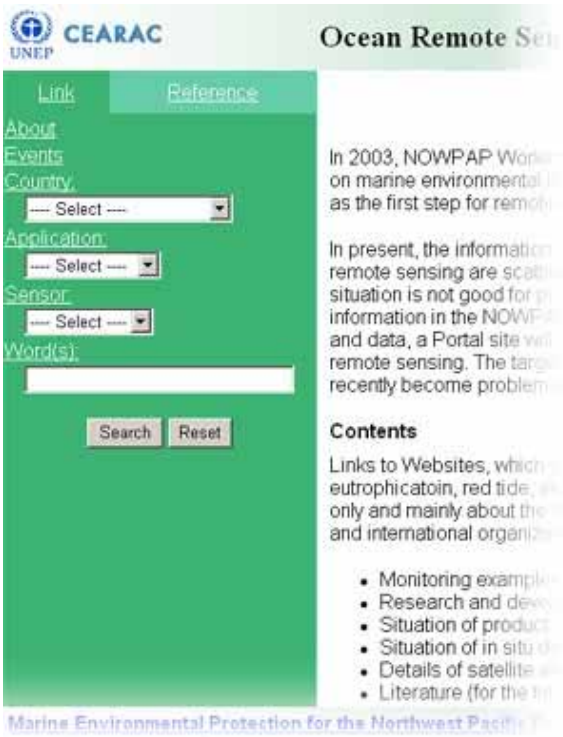 UNEP
CEARAC
Ocean Remote
Link
Reference
About
Events
Country:
---- Select ----
Application:
---- Select ----
Sensor:
---- Select ----
Word(s):
Search
Reset
In 2003, NOWPAP
on marine environmental
as the first step for
In present, the information
remote sensing are
situation is not good for
information in the
and data, a Portal site will
remote sensing. The
recently become
Contents
Links to Websites, which
eutrophicatoin, red tide,
only and mainly about the
and international
Monitoring
Research and
Situation of product
Situation of in situ
Details of satellite
Literature (for the
Marine Environmental Protection for the Northwest Pacific